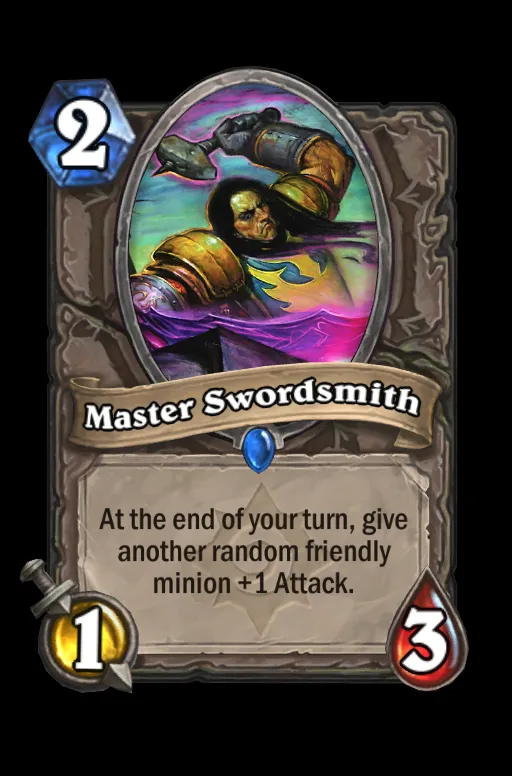 2
Master Swordsmith
At the end of your turn, give
another random friendly
minion +1 Attack.
1
3